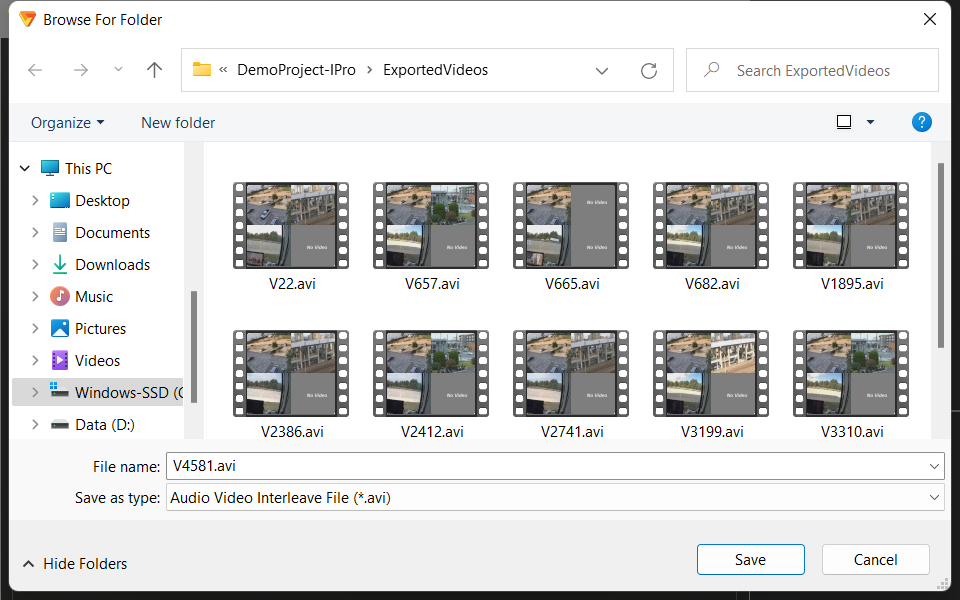 Browse For Folder
« DemoProject-IPro > ExportedVideos
Search ExportedVideos
Organize
New folder
?
This PC
Desktop
Documents
Downloads
Music
Pictures
Videos
Windows-SSD (C
Data (D:)
No Video
No Video
No Video
No Video
No Video
No Video
V22.avi
V657.avi
V665.avi
V682.avi
V1895.avi
No Video
No Video
No Video
No Video
No Video
V2386.avi
V2412.avi
V2741.avi
V3199.avi
V3310.avi
File name: V4581.avi
Save as type: Audio Video Interleave File (*.avi)
Hide Folders
Save
Cancel